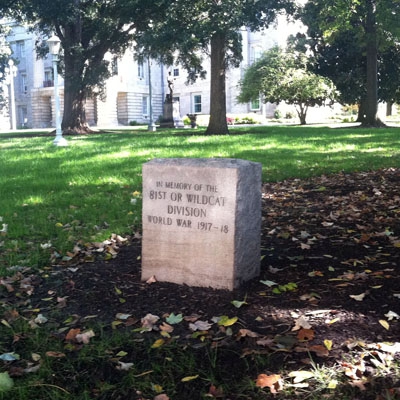 IN MEMORY OF THE
81ST OR WILDCAT
DIVISION
WORLD WAR 1917-18